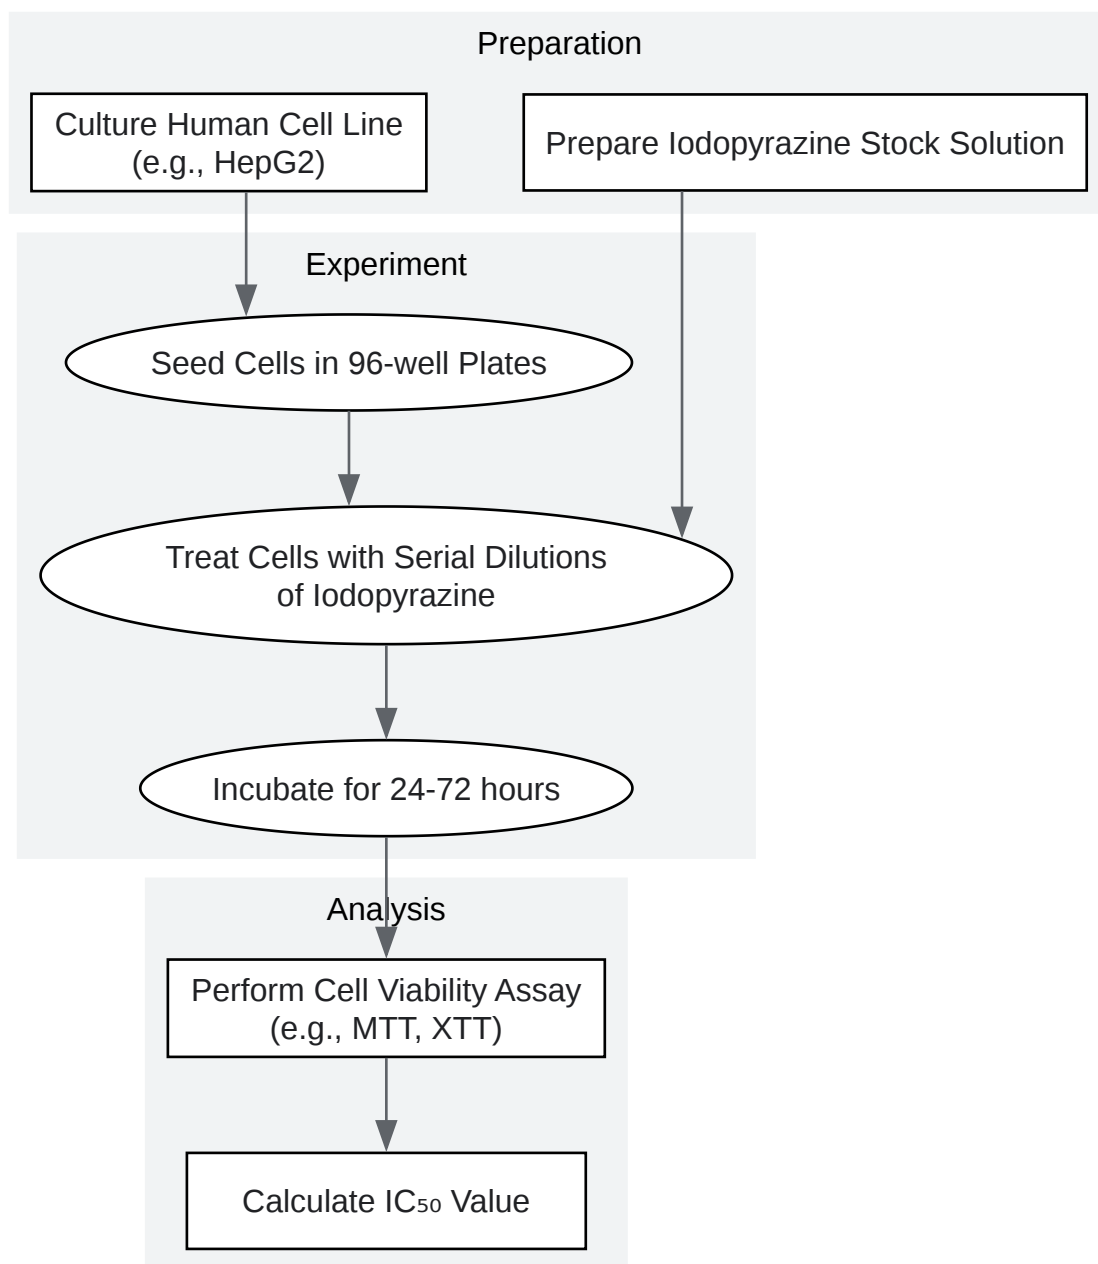 Preparation
Culture Human Cell Line
(e.g., HepG2)
Prepare Iodopyrazine Stock Solution
Experiment
Seed Cells in 96-well Plates
Treat Cells with Serial Dilutions
of Iodopyrazine
Incubate for 24-72 hours
Analysis
Perform Cell Viability Assay
(e.g., MTT, XTT)
Calculate IC₅₀ Value